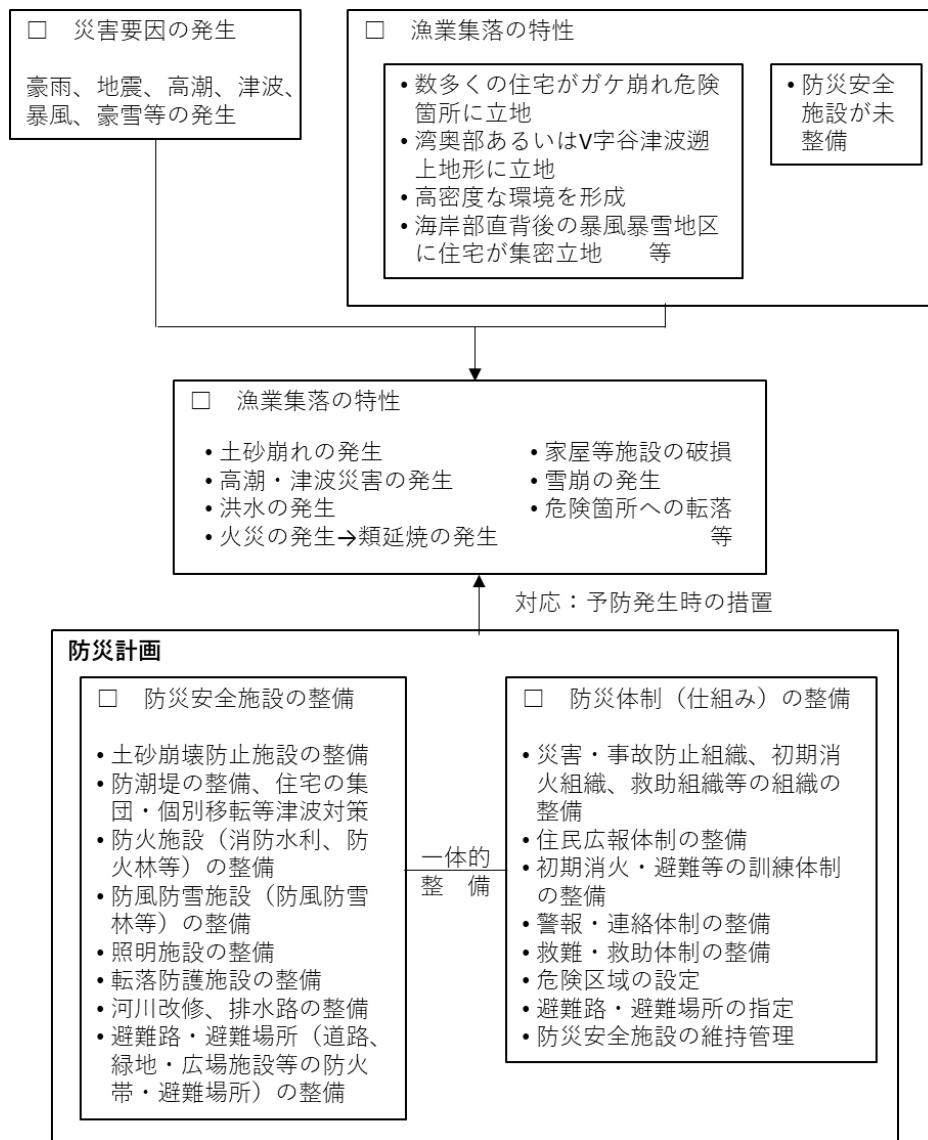 □ 災害要因の発生
豪雨、地震、高潮、津波、
暴風、豪雪等の発生
□ 漁業集落の特性
• 数多くの住宅がガケ崩れ危険
箇所に立地
• 湾奥部あるいはV字谷津波遡
上地形に立地
• 高密度な環境を形成
• 海岸部直背後の暴風暴雪地区
に住宅が集密立地 等
• 防災安全
施設が未
整備
□ 漁業集落の特性
• 土砂崩れの発生
• 高潮・津波災害の発生
• 洪水の発生
• 火災の発生→類延焼の発生
• 家屋等施設の破損
• 雪崩の発生
• 危険箇所への転落
等
対応：予防発生時の措置
防災計画
□ 防災安全施設の整備
• 土砂崩壊防止施設の整備
• 防潮堤の整備、住宅の集
団・個別移転等津波対策
• 防火施設（消防水利、防
火林等）の整備
• 防風防雪施設（防風防雪
林等）の整備
• 照明施設の整備
• 転落防護施設の整備
• 河川改修、排水路の整備
• 避難路・避難場所（道路、
緑地・広場施設等の防火
帯・避難場所）の整備
一体的
整 備
□ 防災体制（仕組み）の整備
• 災害・事故防止組織、初期消
火組織、救助組織等の組織の
整備
• 住民広報体制の整備
• 初期消火・避難等の訓練体制
の整備
• 警報・連絡体制の整備
• 救難・救助体制の整備
• 危険区域の設定
• 避難路・避難場所の指定
• 防災安全施設の維持管理